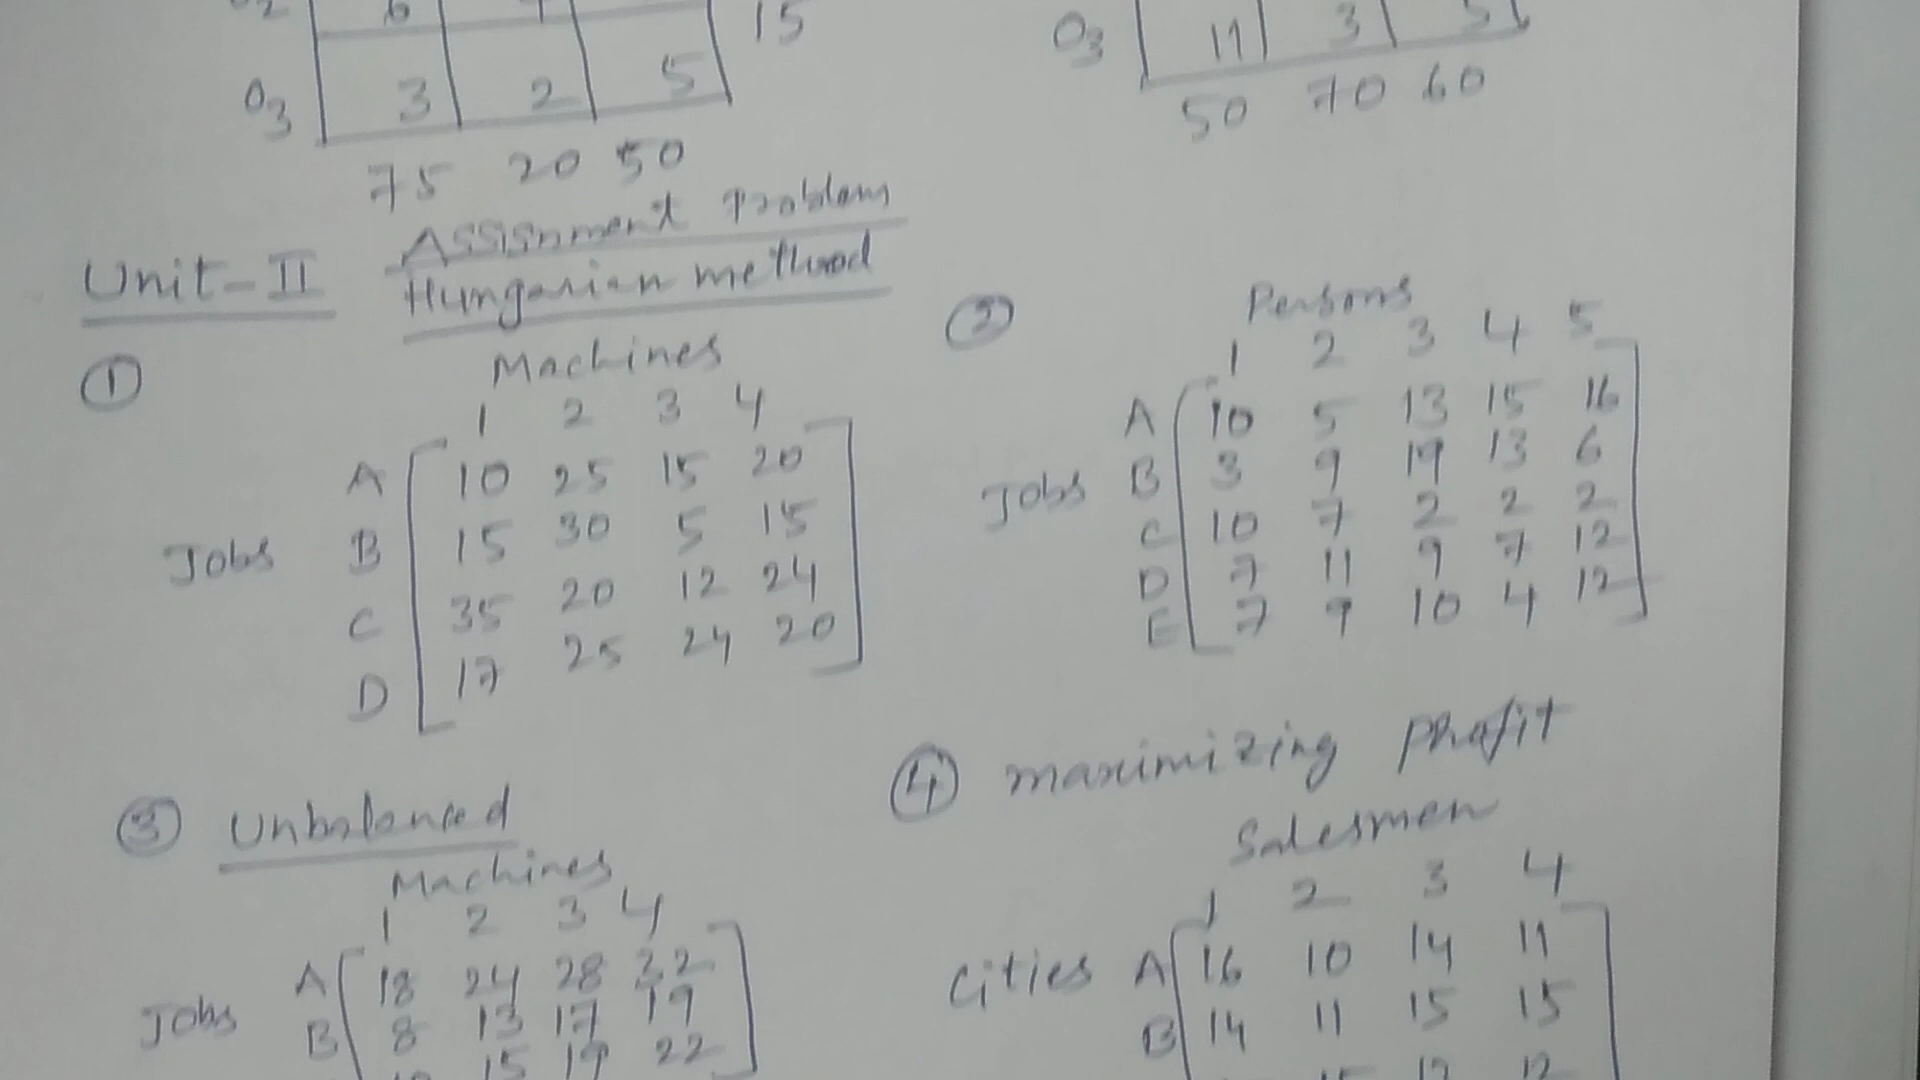 15
O3 3 2 5
75 20 50
O3 11 3 5
50 70 60
Unit-II Assignment Problem
Hungarian method
①
Machines
1 2 3 4
A 10 25 15 20
Jobs B 15 30 5 15
C 35 20 12 24
D 17 25 24 20
②
Persons
1 2 3 4 5
A 10 5 13 15 16
Jobs B 3 9 19 13 6
C 10 7 2 2 2
D 7 11 9 7 12
E 7 9 10 4 12
③ Unbalanced
Machines
1 2 3 4
A 18 24 28 32
Jobs B 8 13 17 19
15 19 22
④ maximizing profit
Salesmen
1 2 3 4
Cities A 16 10 14 11
B 14 11 15 15